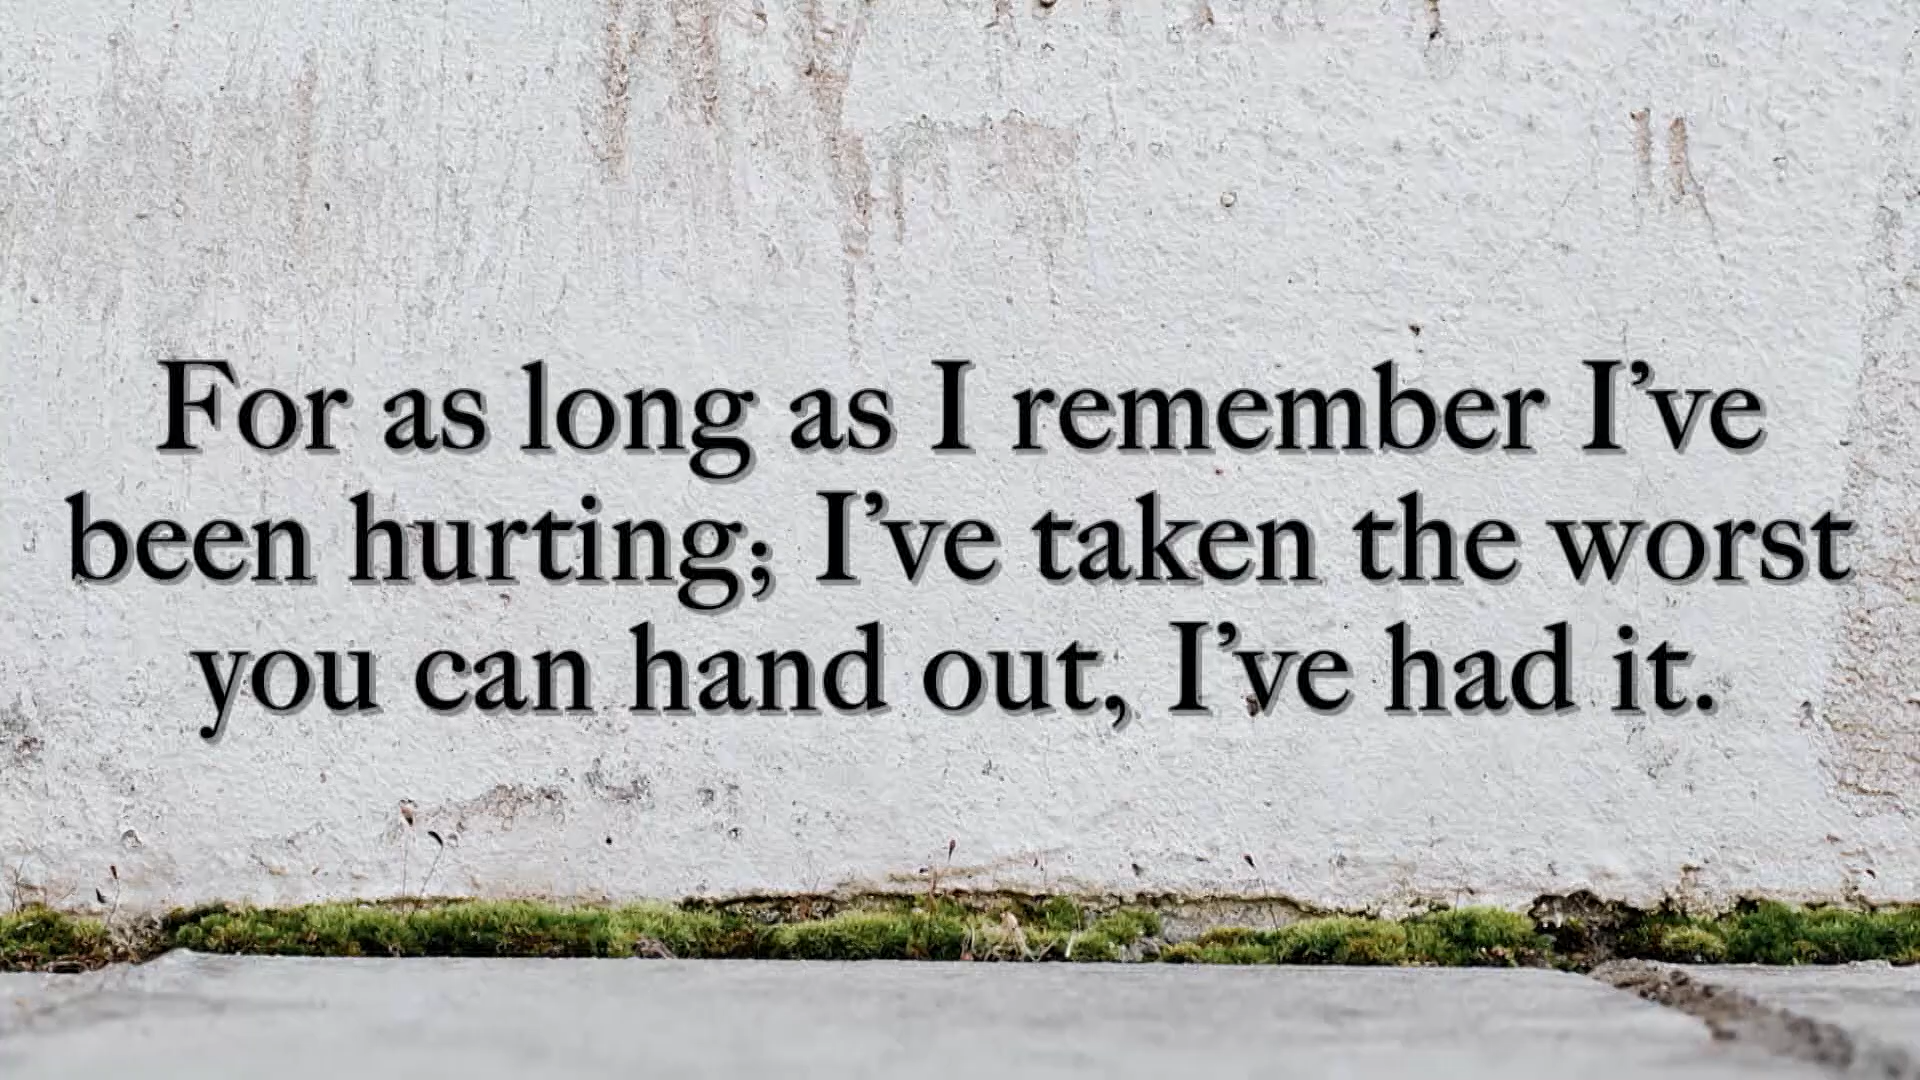 For as long as I remember I’ve
been hurting; I’ve taken the worst
you can hand out, I’ve had it.